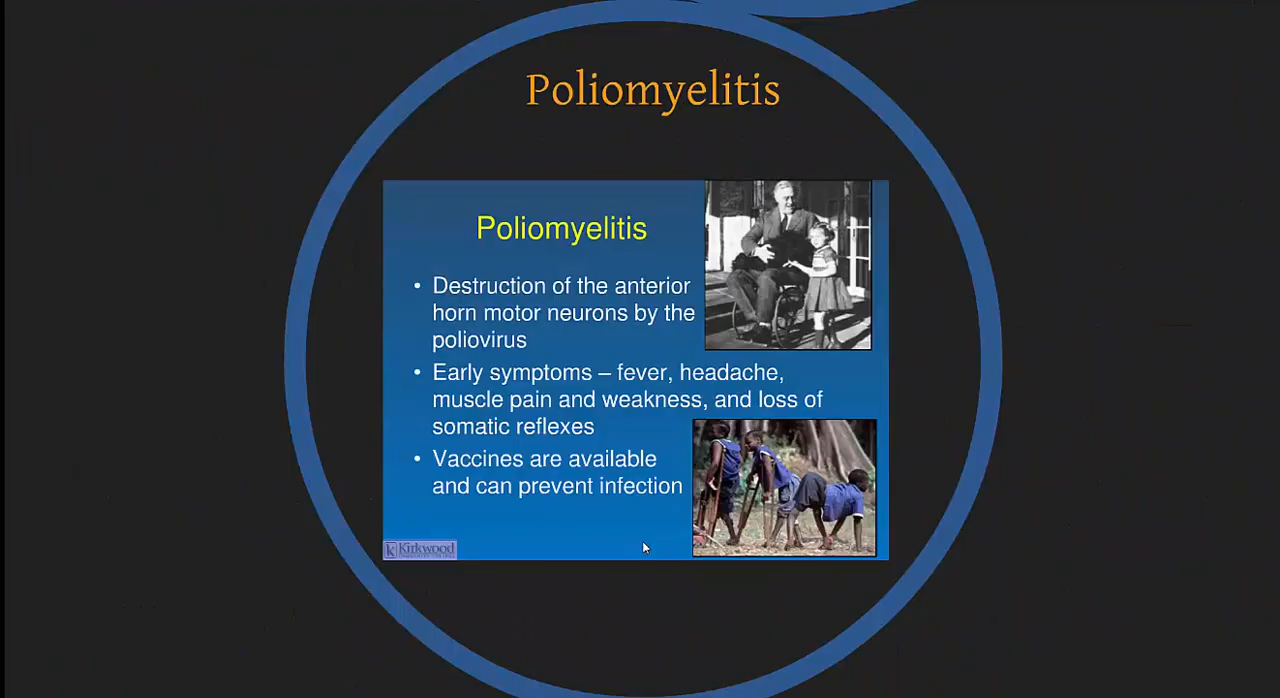 Poliomyelitis
Poliomyelitis
• Destruction of the anterior
horn motor neurons by the
poliovirus
• Early symptoms – fever, headache,
muscle pain and weakness, and loss of
somatic reflexes
• Vaccines are available
and can prevent infection
Kirkwood